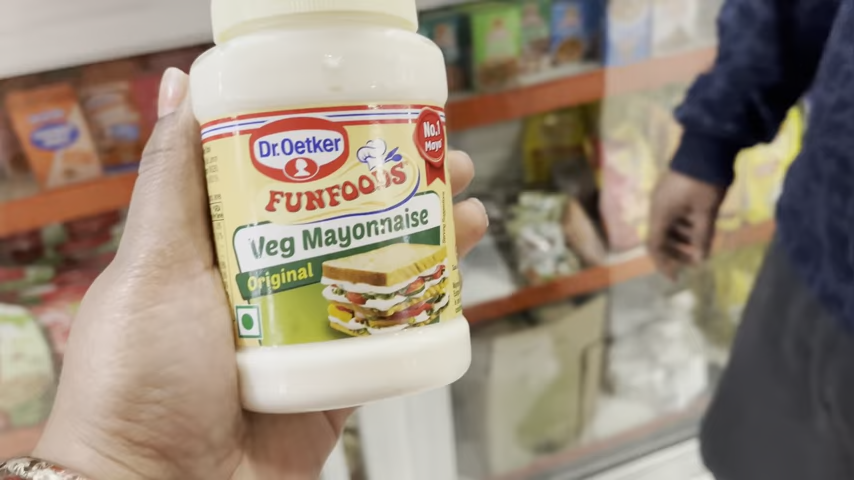 Dr.Oetker
No.1
Mayo
FUNFOODS
Veg Mayonnaise
Original